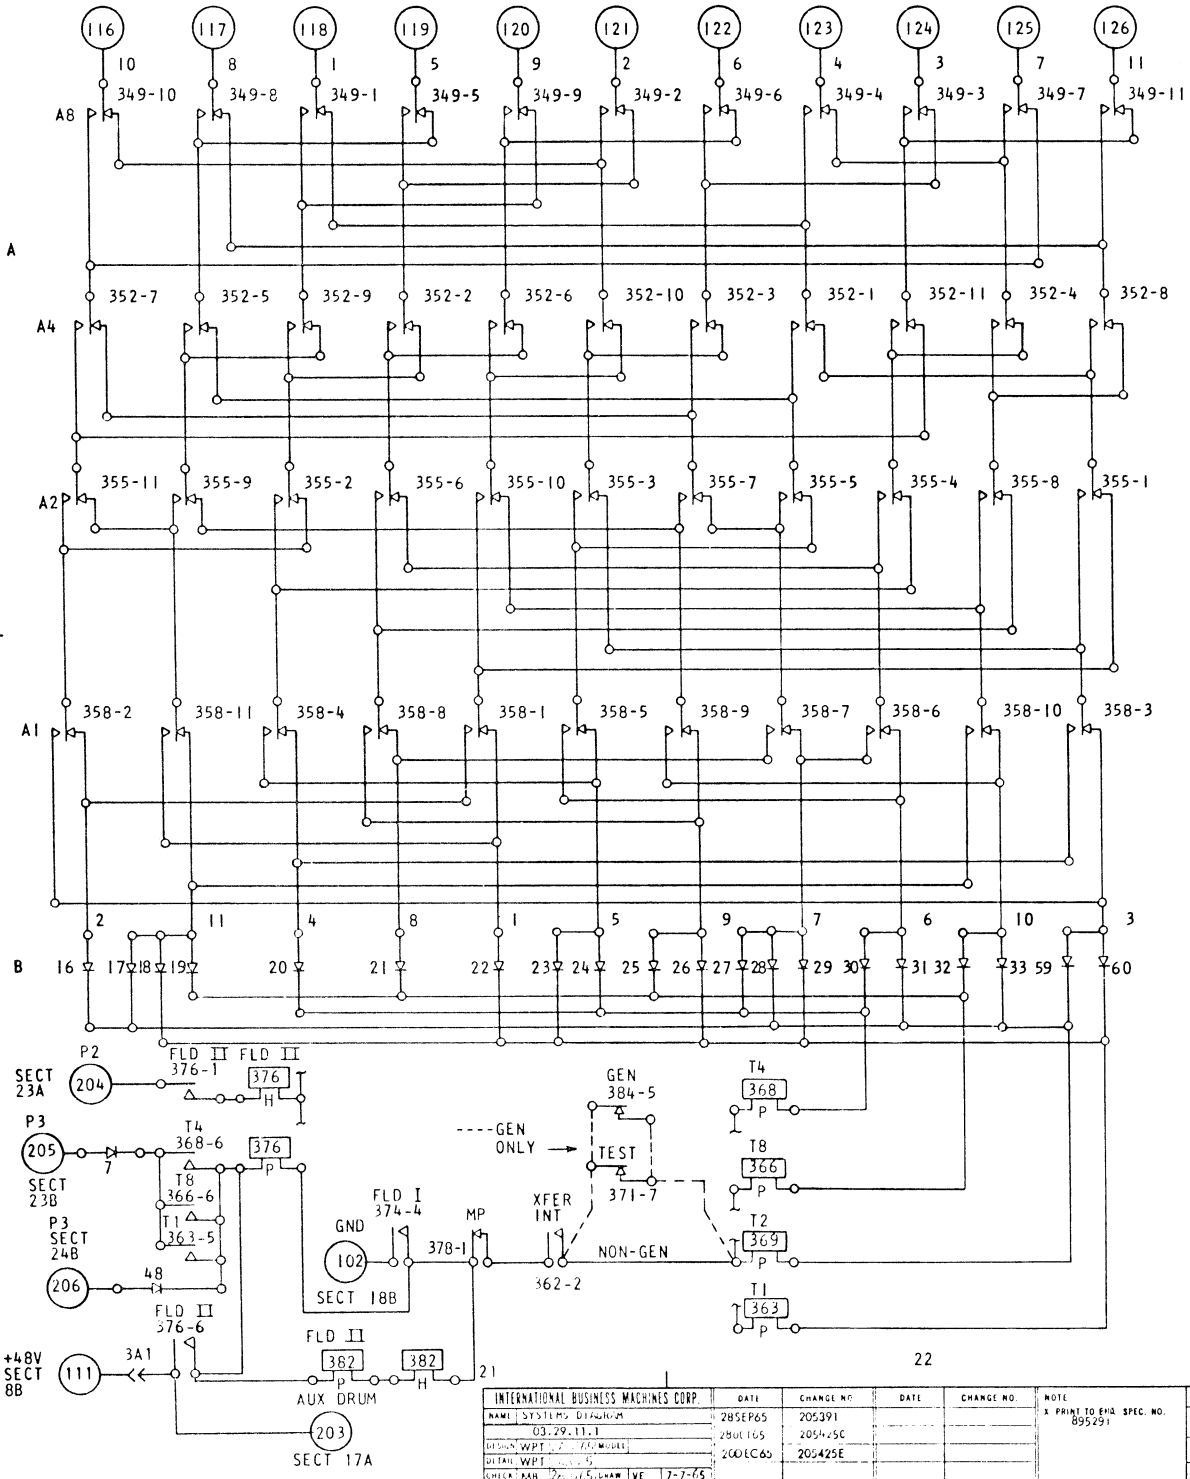 116 117 118 119 120 121 122 123 124 125 126
10 8 1 5 9 2 6 4 3 7 11
A8 349-10 349-8 349-1 349-5 349-9 349-2 349-6 349-4 349-3 349-7 349-11
A
352-7 352-5 352-9 352-2 352-6 352-10 352-3 352-1 352-11 352-4 352-8
A4
355-11 355-9 355-2 355-6 355-10 355-3 355-7 355-5 355-4 355-8 355-1
A2
358-2 358-11 358-4 358-8 358-1 358-5 358-9 358-7 358-6 358-10 358-3
A1
2 11 4 8 1 5 9 7 6 10 3
B 16 17 18 19 20 21 22 23 24 25 26 27 28 29 30 31 32 33 59 60
P2 FLD II FLD II
376-1
SECT 23A
204
376
H
GEN
384-5
T4
368
P
P3
205
7
SECT 23B
T4
368-6
376
P
----GEN ONLY
TEST
371-7
T8
366
P
T8
366-6
P3
SECT 24B
T1
363-5
206
48
GND
102
SECT 18B
FLD I
374-4
378-1
MP
XFER INT
362-2
NON-GEN
T2
369
P
FLD II
376-6
T1
363
P
+48V
SECT 8B
111
3A1
FLD II
382
P
382
H
21
22
AUX DRUM
203
SECT 17A
INTERNATIONAL BUSINESS MACHINES CORP. DATE CHANGE NO. DATE CHANGE NO. NOTE
NAME SYSTEMS DIAGRAM 28SEP65 205391
X PRINT TO ENG. SPEC. NO. 895291
03.29.11.1 205425C
DESIGN WPT MODEL 20DEC65 205425E
DETAIL WPT
CHECK DRAW VE 7-7-65